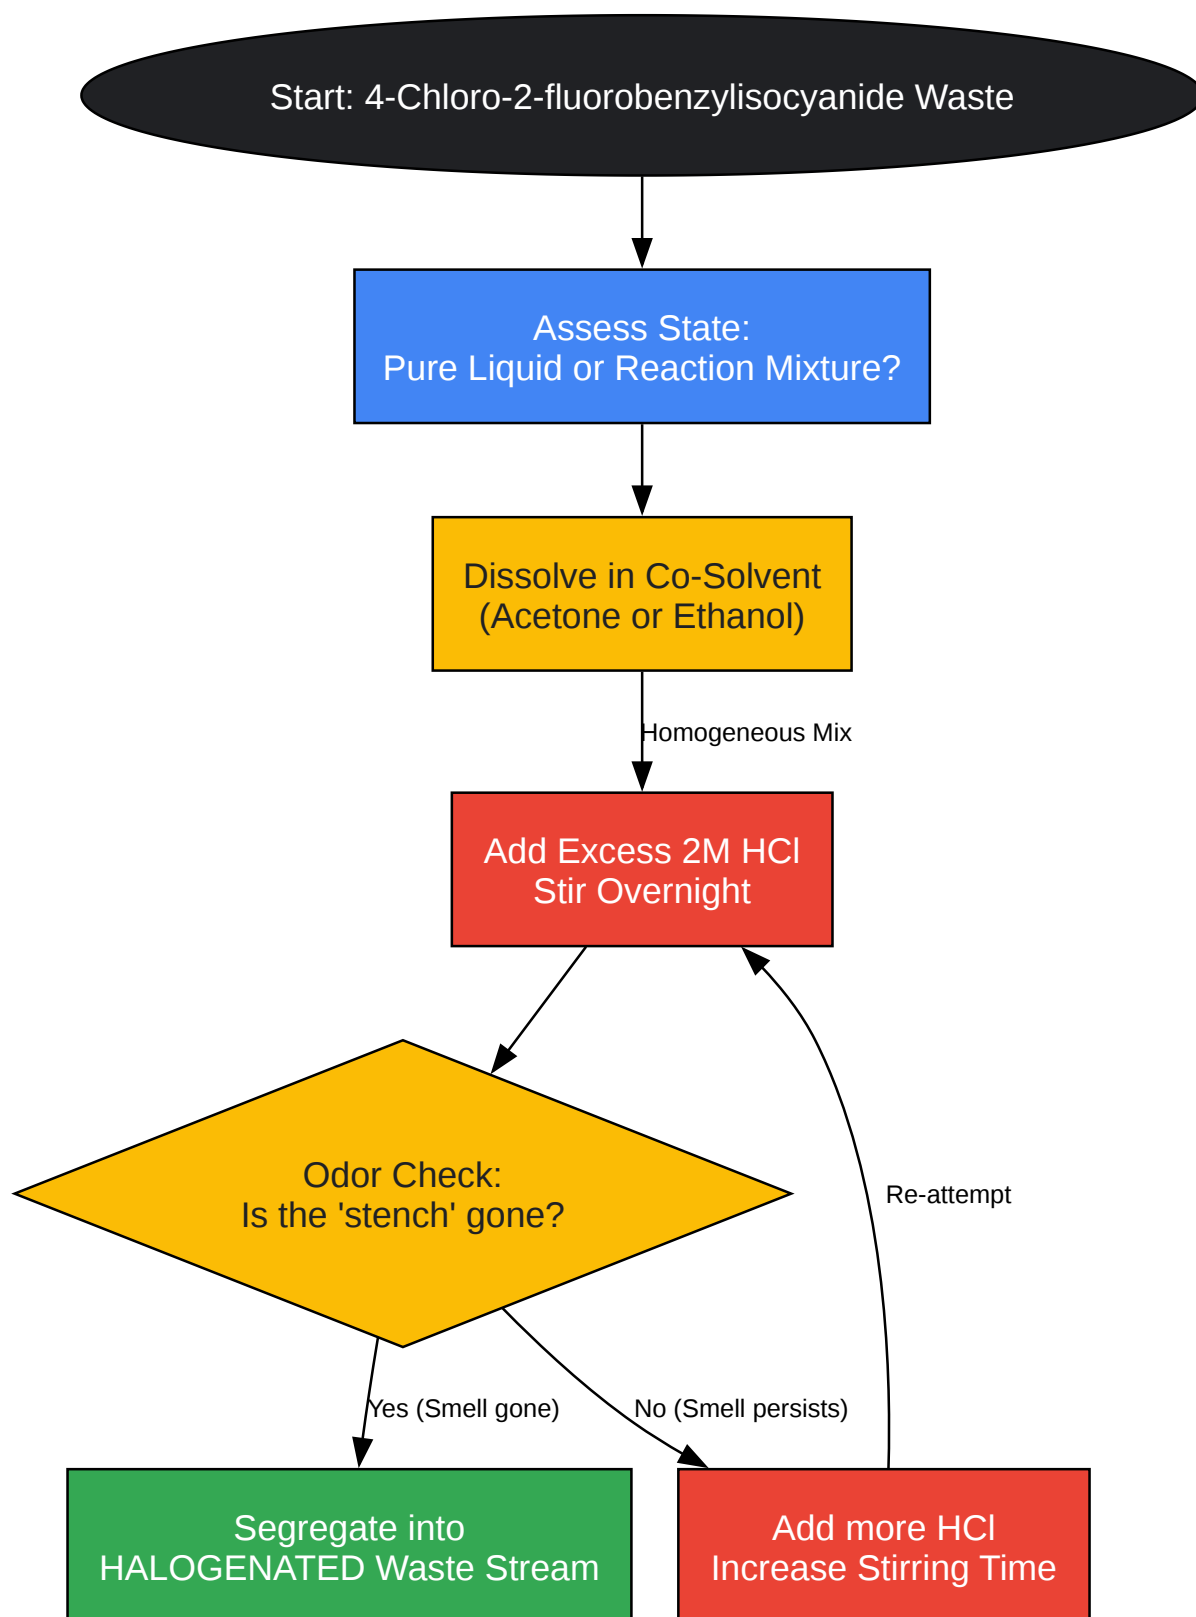 Start: 4-Chloro-2-fluorobenzylisocyanide Waste
Assess State:
Pure Liquid or Reaction Mixture?
Dissolve in Co-Solvent
(Acetone or Ethanol)
Homogeneous Mix
Add Excess 2M HCl
Stir Overnight
Odor Check:
Is the 'stench' gone?
Re-attempt
Yes (Smell gone)
No (Smell persists)
Segregate into
HALOGENATED Waste Stream
Add more HCl
Increase Stirring Time